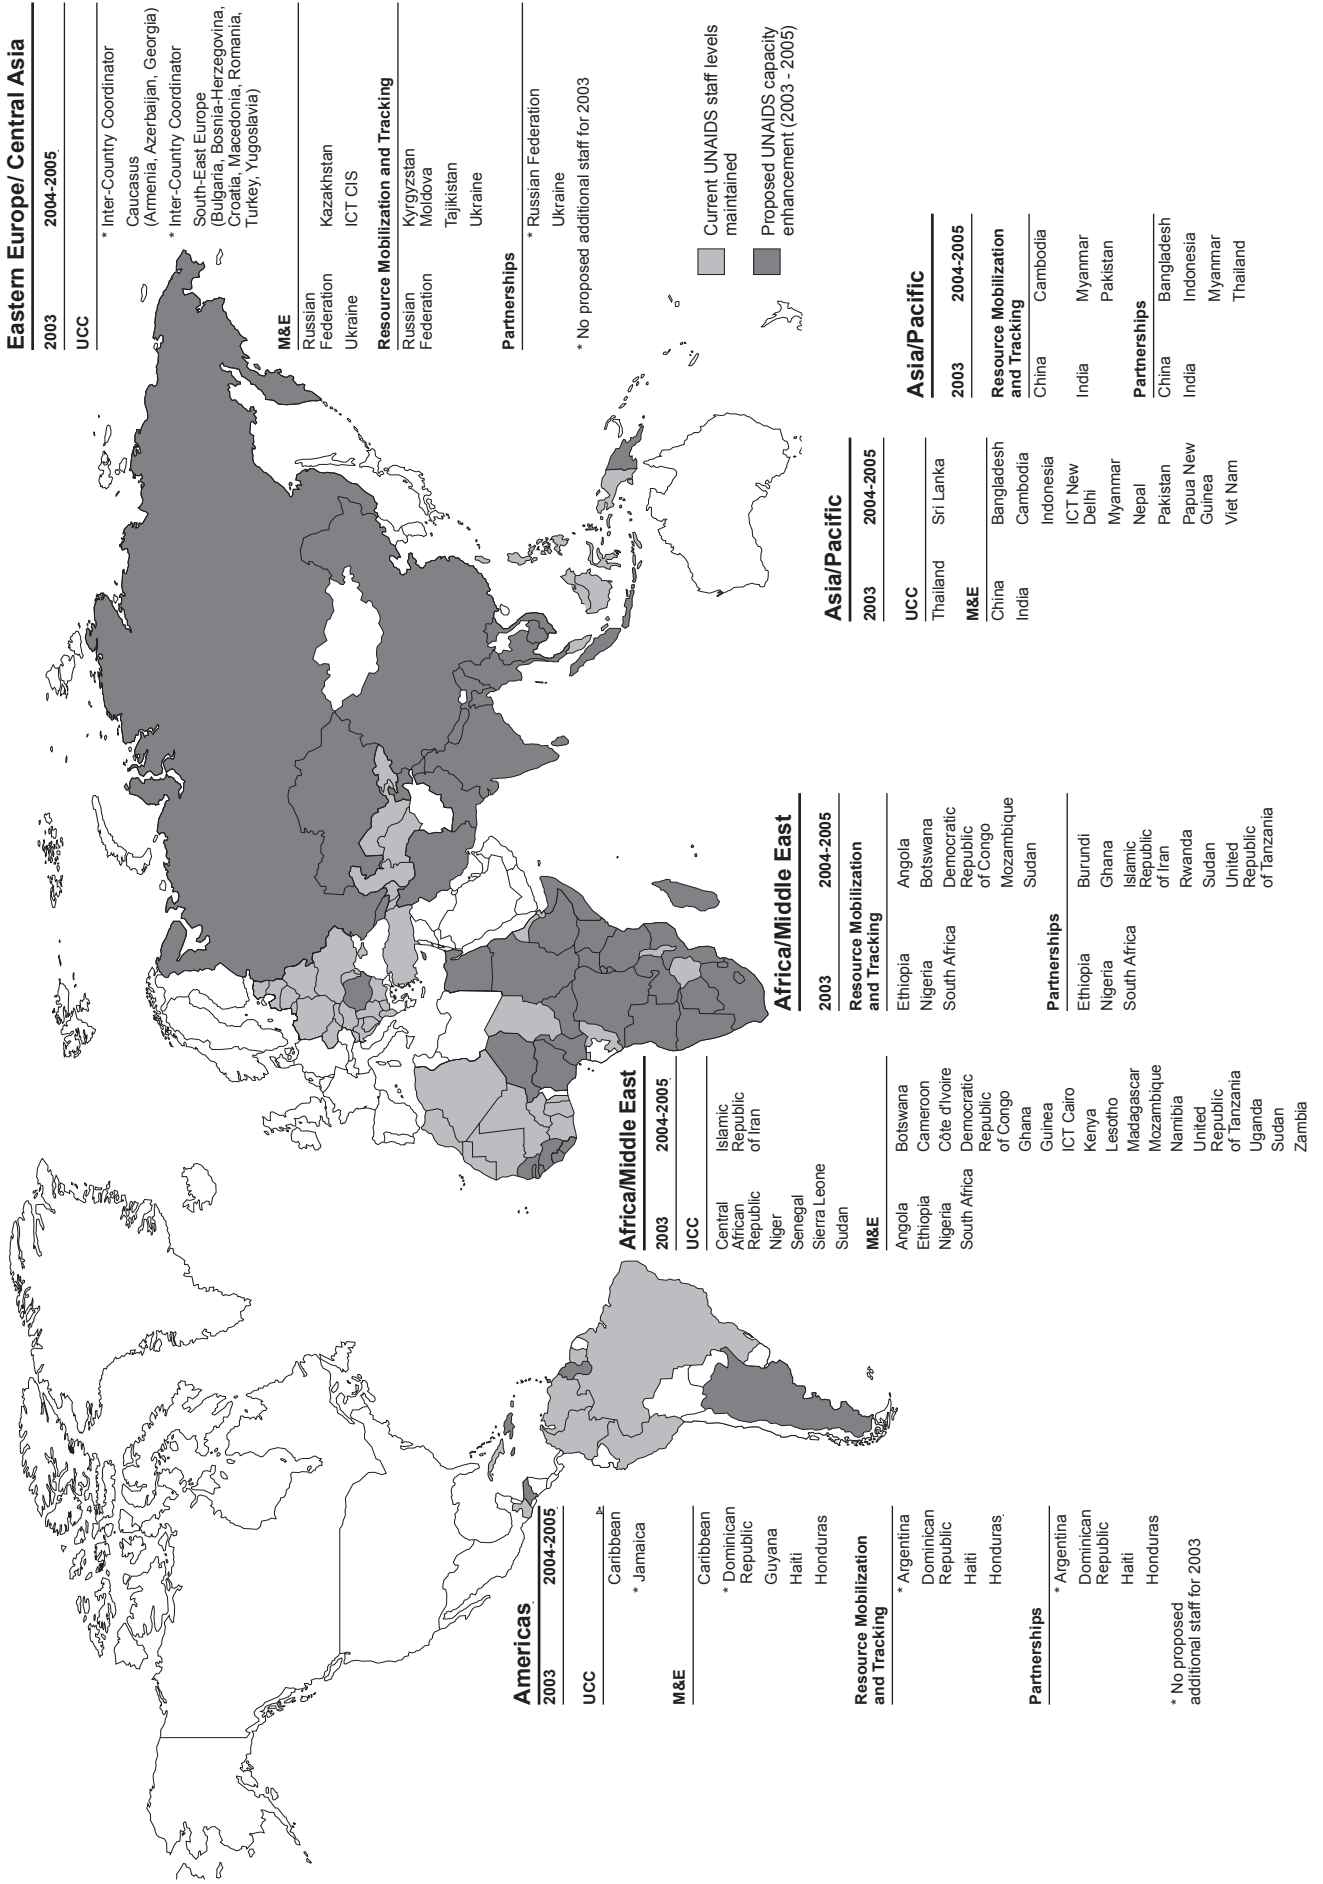 Eastern Europe/ Central Asia
2003 2004-2005
UCC
* Inter-Country Coordinator
Caucasus
(Armenia, Azerbaijan, Georgia)
* Inter-Country Coordinator
South-East Europe
(Bulgaria, Bosnia-Herzegovina,
Croatia, Macedonia, Romania,
Turkey, Yugoslavia)
M&E
Russian
Federation Kazakhstan
Ukraine ICT CIS
Resource Mobilization and Tracking
Russian Kyrgyzstan
Federation Moldova
Tajikistan
Ukraine
Partnerships
* Russian Federation
Ukraine
* No proposed additional staff for 2003
Current UNAIDS staff levels
maintained
Proposed UNAIDS capacity
enhancement (2003 - 2005)
Americas
2003 2004-2005
UCC
Caribbean
* Jamaica
M&E
Caribbean
* Dominican
Republic
Guyana
Haiti
Honduras
Resource Mobilization
and Tracking
* Argentina
Dominican
Republic
Haiti
Honduras
Partnerships
* Argentina
Dominican
Republic
Haiti
Honduras
* No proposed
additional staff for 2003
Africa/Middle East
2003 2004-2005
UCC
Central Islamic
African Republic
Republic of Iran
Niger
Senegal
Sierra Leone
Sudan
M&E
Angola Botswana
Ethiopia Cameroon
Nigeria Côte d'Ivoire
South Africa Democratic
Republic
of Congo
Ghana
Guinea
ICT Cairo
Kenya
Lesotho
Madagascar
Mozambique
Namibia
United
Republic
of Tanzania
Uganda
Sudan
Zambia
Africa/Middle East
2003 2004-2005
Resource Mobilization
and Tracking
Ethiopia Angola
Nigeria Botswana
South Africa Democratic
Republic
of Congo
Mozambique
Sudan
Partnerships
Ethiopia Burundi
Nigeria Ghana
South Africa Islamic
Republic
of Iran
Rwanda
Sudan
United
Republic
of Tanzania
Asia/Pacific
2003 2004-2005
UCC
Thailand Sri Lanka
M&E
China Bangladesh
India Cambodia
Indonesia
ICT New
Delhi
Myanmar
Nepal
Pakistan
Papua New
Guinea
Viet Nam
Asia/Pacific
2003 2004-2005
Resource Mobilization
and Tracking
China Cambodia
India Myanmar
Pakistan
Partnerships
China Bangladesh
India Indonesia
Myanmar
Thailand